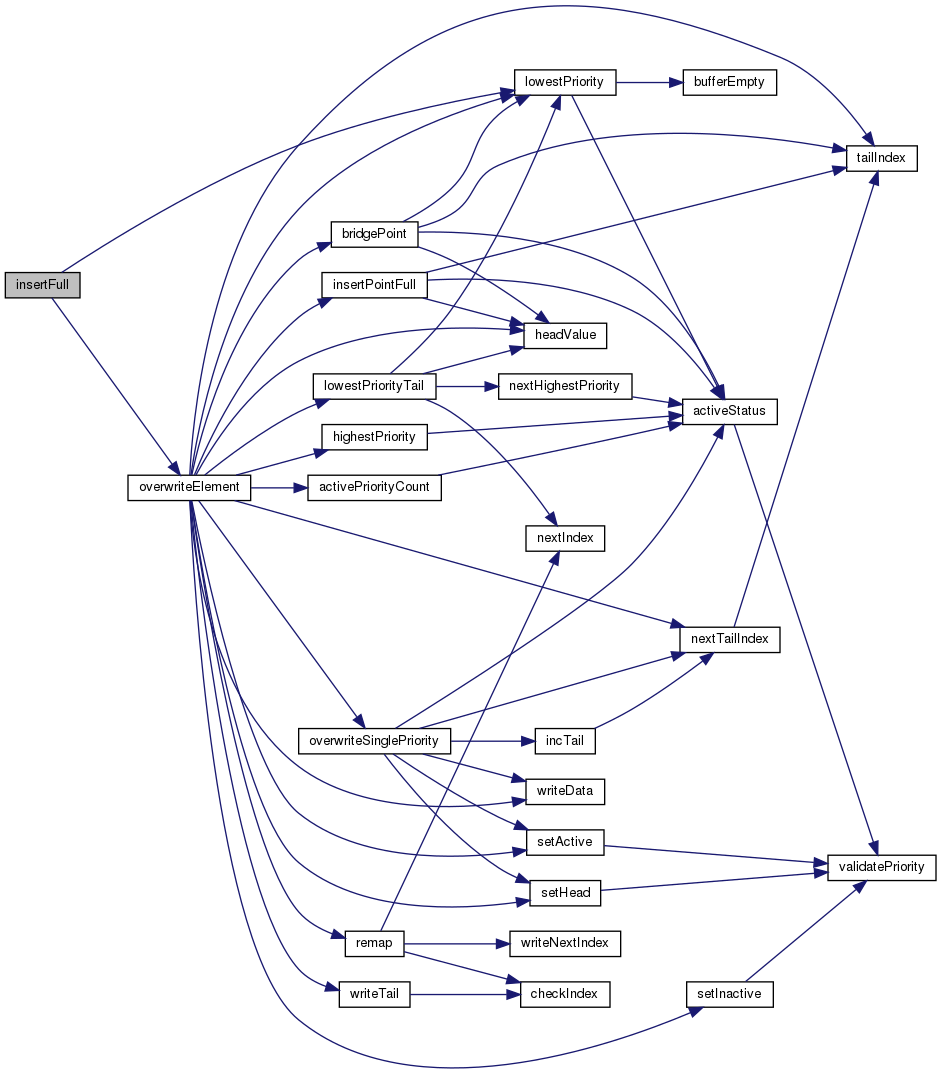 lowestPriority
bufferEmpty
tailIndex
bridgePoint
insertFull
insertPointFull
headValue
lowestPriorityTail
nextHighestPriority
activeStatus
highestPriority
overwriteElement
activePriorityCount
nextIndex
nextTailIndex
overwriteSinglePriority
incTail
writeData
setActive
validatePriority
setHead
remap
writeNextIndex
writeTail
checkIndex
setInactive